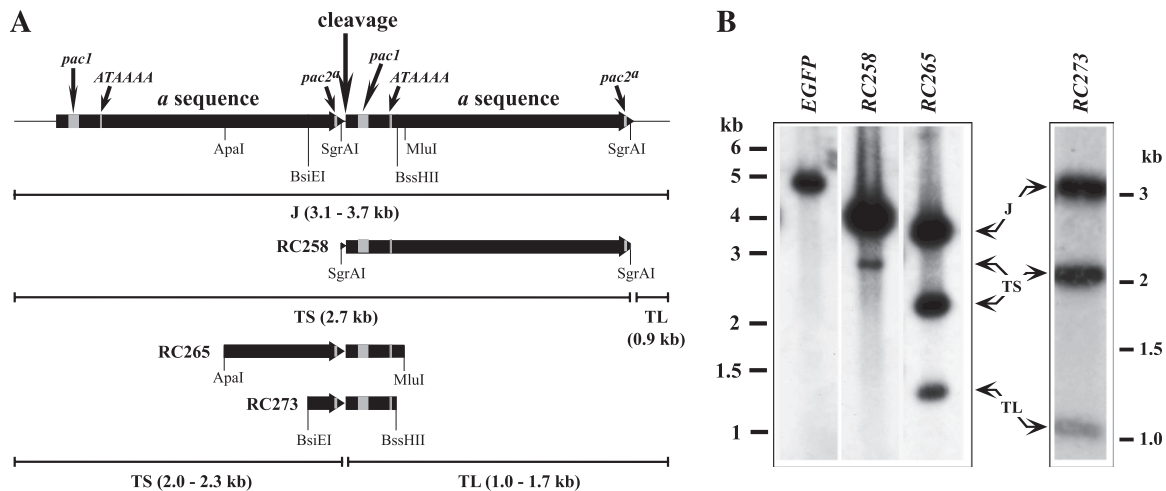 A
cleavage
pac1
ATAAAA
a sequence
pac2a
pac1
ATAAAA
a sequence
pac2a
ApaI
BsiEI
SgrAI
MluI
BssHII
SgrAI
J (3.1 - 3.7 kb)
RC258
SgrAI
SgrAI
TS (2.7 kb)
TL
(0.9 kb)
RC265
ApaI
MluI
RC273
BsiEI
BssHII
TS (2.0 - 2.3 kb)
TL (1.0 - 1.7 kb)
B
EGFP
RC258
RC265
RC273
kb
6
5
4
3
2
1.5
1
J
TS
TL
kb
3
2
1.5
1.0